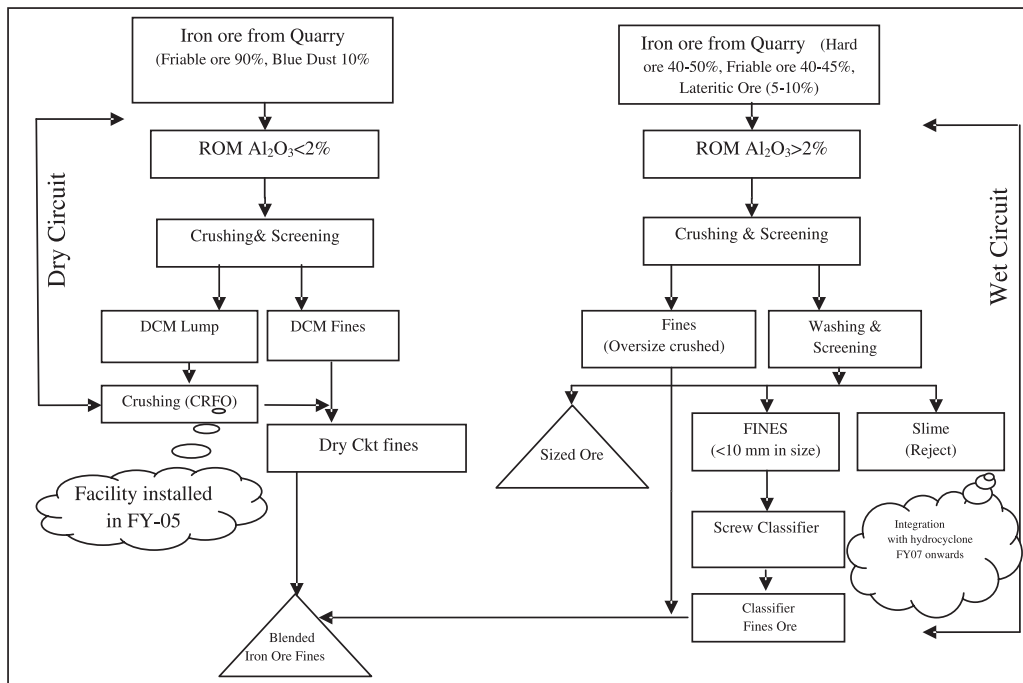 Iron ore from Quarry
(Friable ore 90%, Blue Dust 10%
ROM Al₂O₃<2%
Crushing& Screening
DCM Lump
DCM Fines
Crushing (CRFO)
Dry Ckt fines
Facility installed
in FY-05
Dry Circuit
Blended
Iron Ore Fines
Iron ore from Quarry (Hard
ore 40-50%, Friable ore 40-45%,
Lateritic Ore (5-10%)
ROM Al₂O₃>2%
Crushing & Screening
Fines
(Oversize crushed)
Washing &
Screening
Sized Ore
FINES
(<10 mm in size)
Slime
(Reject)
Screw Classifier
Integration
with hydrocyclone
FY07 onwards
Classifier
Fines Ore
Wet Circuit